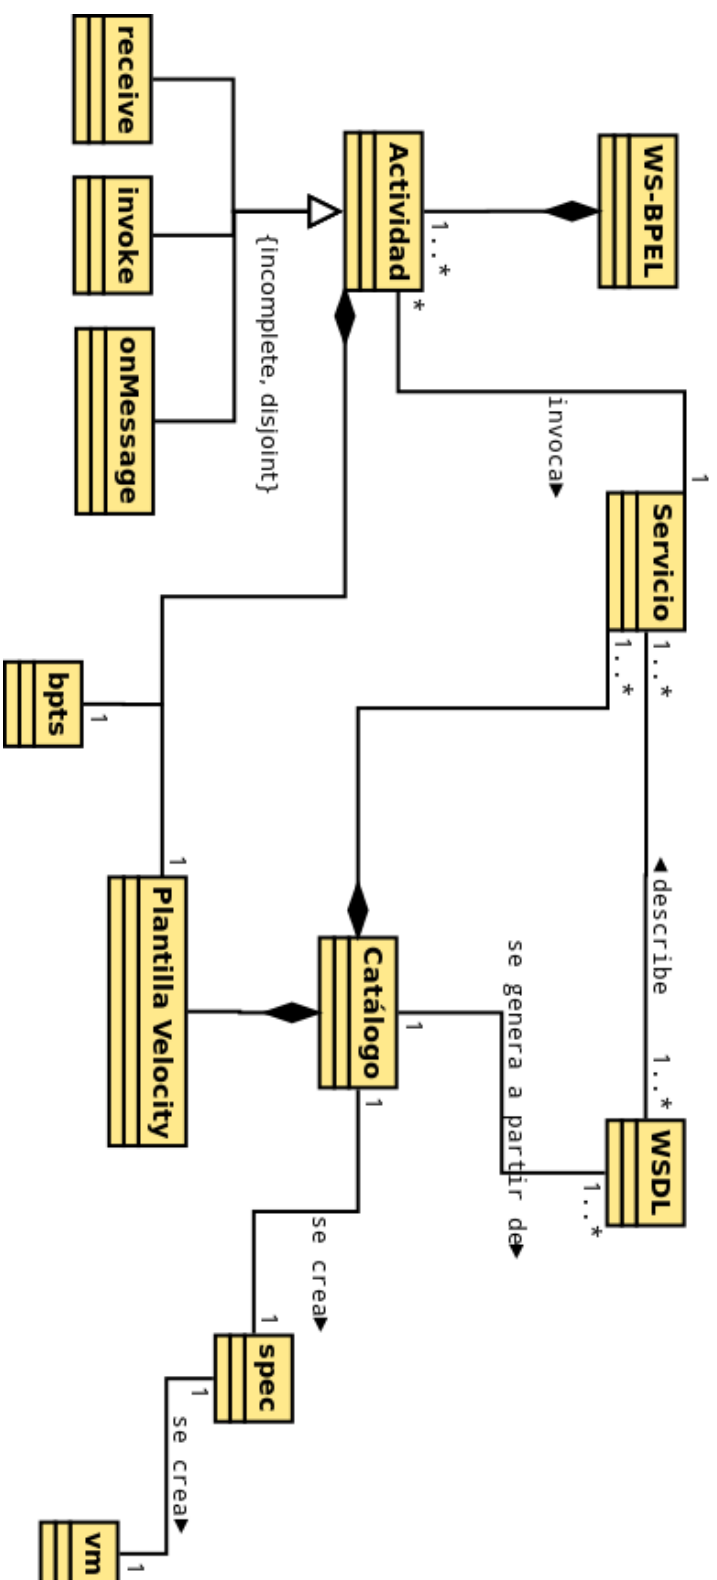 WS-BPEL
1..*
Actividad
*
invoca▶
1
Servicio
1..*
1..*
◀describe
1..*
WSDL
1..*
{incomplete, disjoint}
receive
invoke
onMessage
se genera a partir de▶
1
Catálogo
1
bpts
1
1
Plantilla Velocity
se crea▶
1
spec
1
se crea▶
1
vm